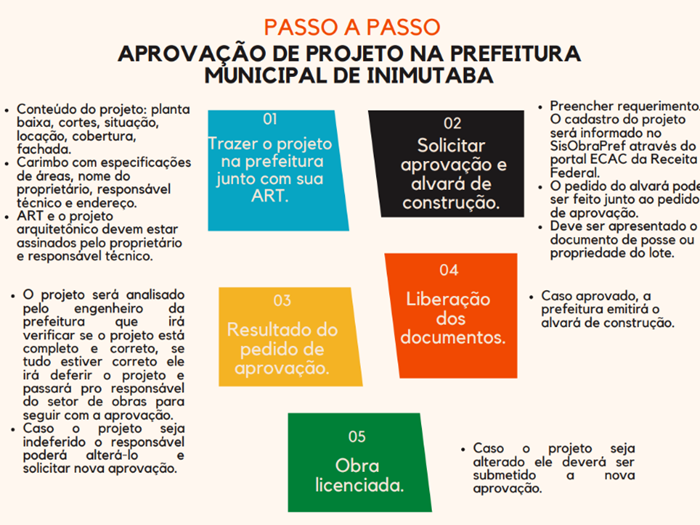 PASSO A PASSO
APROVAÇÃO DE PROJETO NA PREFEITURA
MUNICIPAL DE INIMUTABA
• Conteúdo do projeto: planta
baixa, cortes, situação,
locação, cobertura,
fachada.
• Carimbo com especificações
de áreas, nome do
proprietário, responsável
técnico e endereço.
• ART e o projeto
arquitetônico devem estar
assinados pelo proprietário
e responsável técnico.
01
Trazer o projeto
na prefeitura
junto com sua
ART.
02
Solicitar
aprovação e
alvará de
construção.
• Preencher requerimento.
O cadastro do projeto
será informado no
SisObraPref através do
portal ECAC da Receita
Federal.
• O pedido do alvará pode
ser feito junto ao pedido
de aprovação.
• Deve ser apresentado o
documento de posse ou
propriedade do lote.
• O projeto será analisado
pelo engenheiro da
prefeitura que irá
verificar se o projeto está
completo e correto, se
tudo estiver correto ele
irá deferir o projeto e
passará pro responsável
do setor de obras para
seguir com a aprovação.
• Caso o projeto seja
indeferido o responsável
poderá alterá-lo e
solicitar nova aprovação.
03
Resultado do
pedido de
aprovação.
04
Liberação
dos
documentos.
• Caso aprovado, a
prefeitura emitirá o
alvará de construção.
05
Obra
licenciada.
• Caso o projeto seja
alterado ele deverá ser
submetido a nova
aprovação.